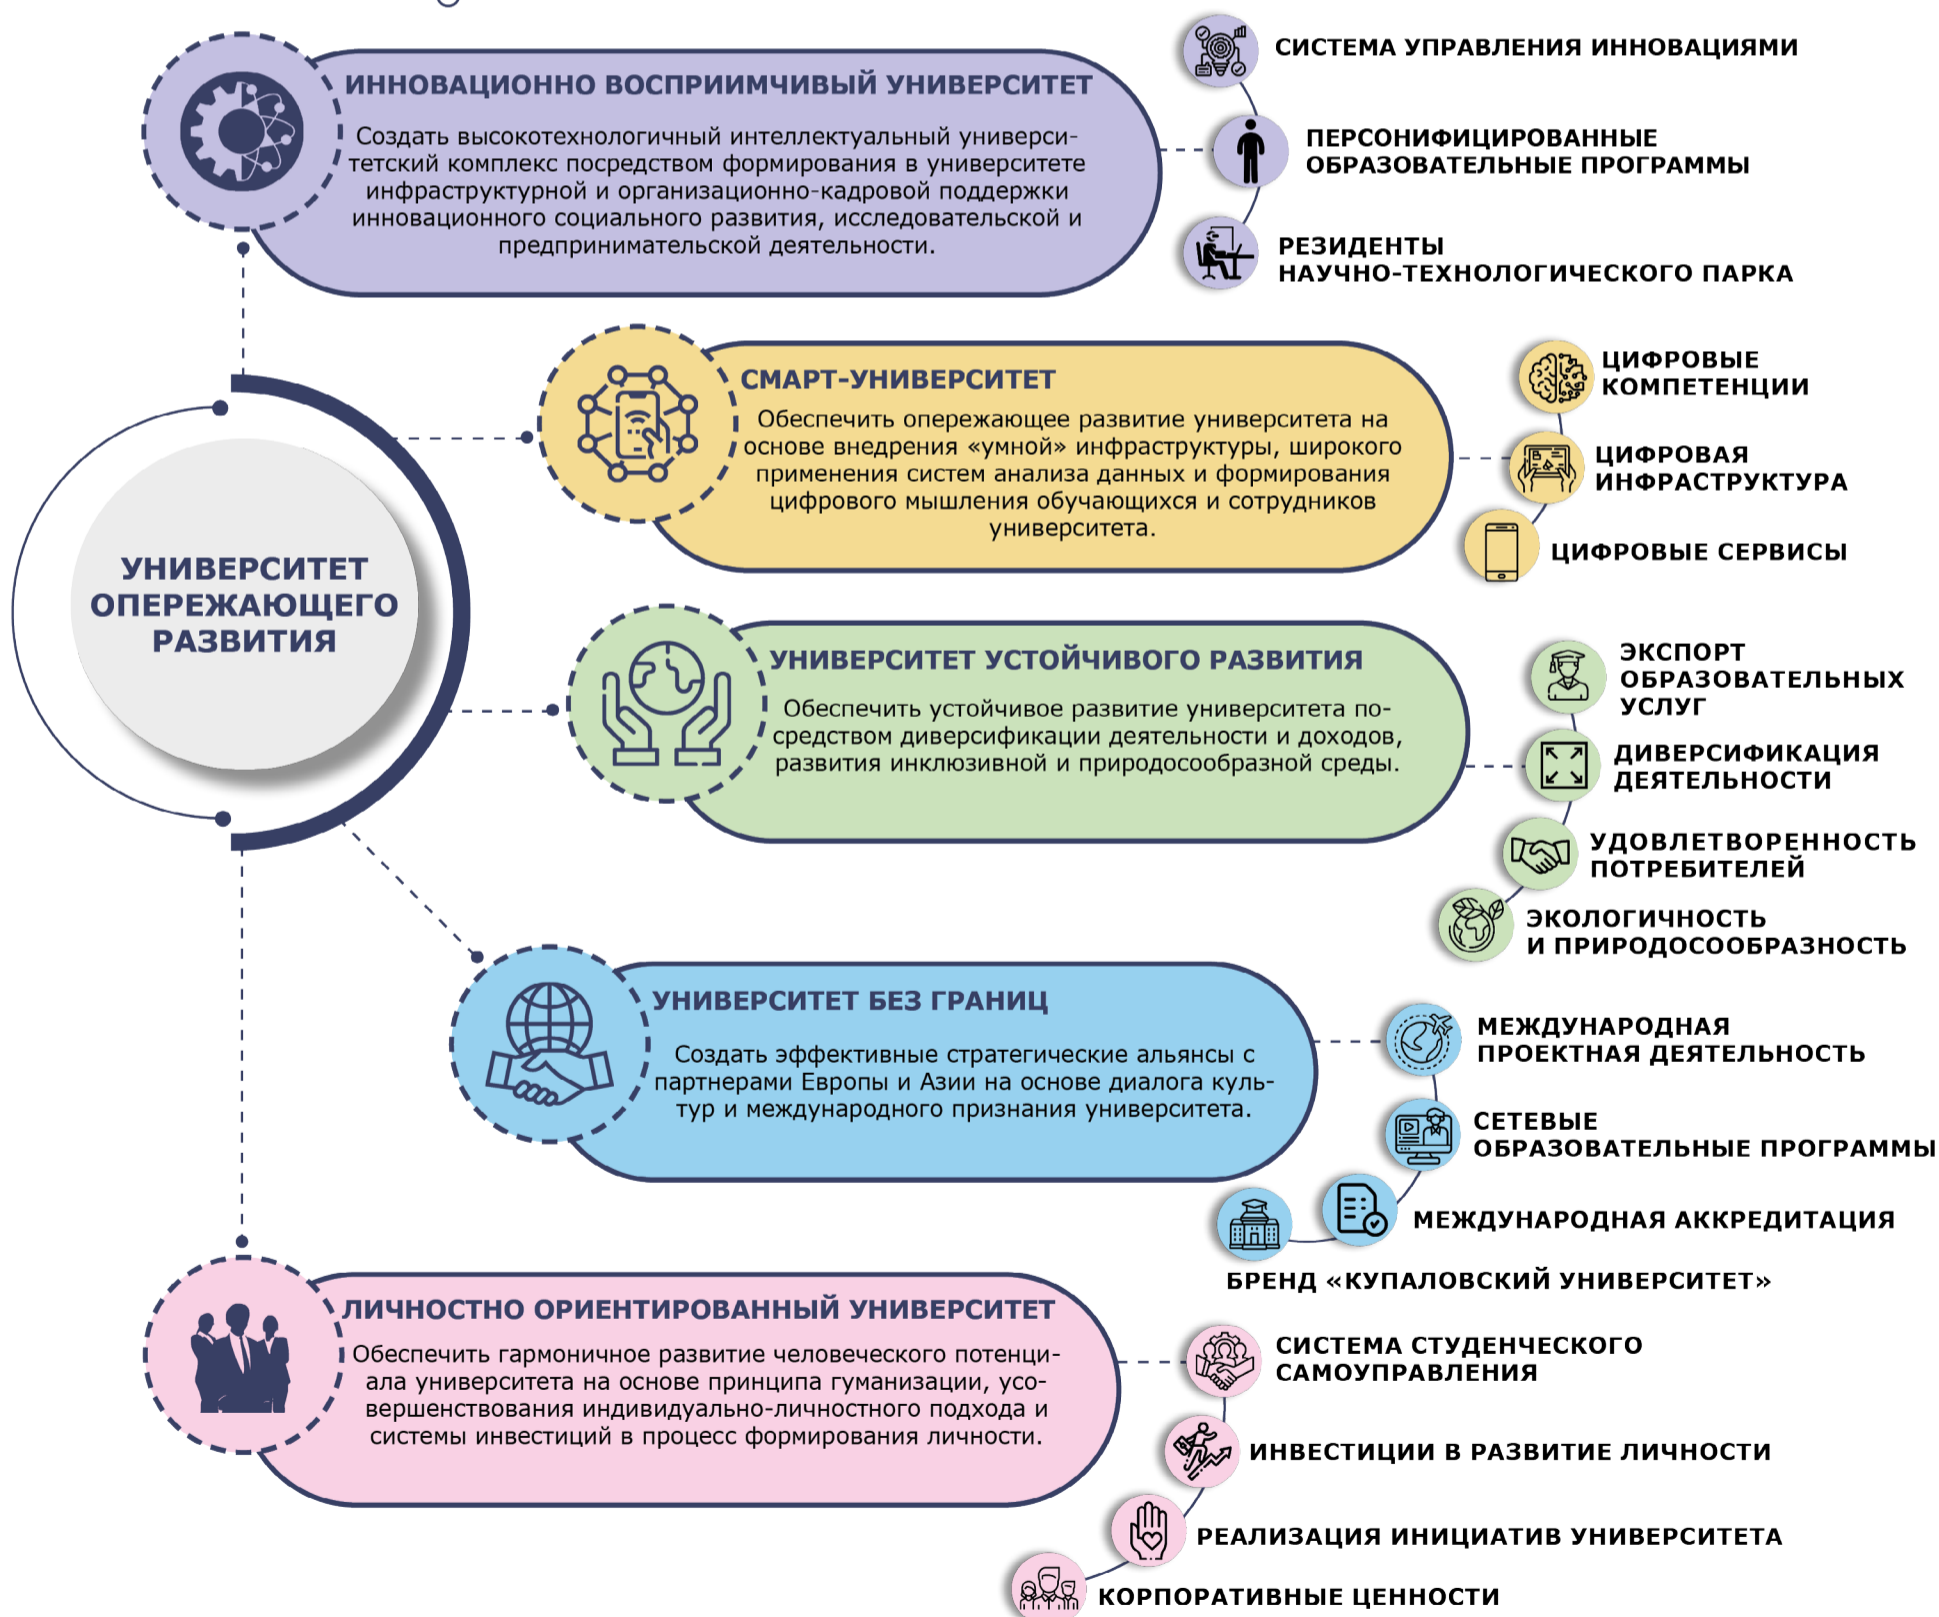 УНИВЕРСИТЕТ
ОПЕРЕЖАЮЩЕГО
РАЗВИТИЯ
ИННОВАЦИОННО ВОСПРИИМЧИВЫЙ УНИВЕРСИТЕТ
Создать высокотехнологичный интеллектуальный универси-
тетский комплекс посредством формирования в университете
инфраструктурной и организационно-кадровой поддержки
инновационного социального развития, исследовательской и
предпринимательской деятельности.
СИСТЕМА УПРАВЛЕНИЯ ИННОВАЦИЯМИ
ПЕРСОНИФИЦИРОВАННЫЕ
ОБРАЗОВАТЕЛЬНЫЕ ПРОГРАММЫ
РЕЗИДЕНТЫ
НАУЧНО-ТЕХНОЛОГИЧЕСКОГО ПАРКА
СМАРТ-УНИВЕРСИТЕТ
Обеспечить опережающее развитие университета на
основе внедрения «умной» инфраструктуры, широкого
применения систем анализа данных и формирования
цифрового мышления обучающихся и сотрудников
университета.
ЦИФРОВЫЕ
КОМПЕТЕНЦИИ
ЦИФРОВАЯ
ИНФРАСТРУКТУРА
ЦИФРОВЫЕ СЕРВИСЫ
УНИВЕРСИТЕТ УСТОЙЧИВОГО РАЗВИТИЯ
Обеспечить устойчивое развитие университета по-
средством диверсификации деятельности и доходов,
развития инклюзивной и природосообразной среды.
ЭКСПОРТ
ОБРАЗОВАТЕЛЬНЫХ
УСЛУГ
ДИВЕРСИФИКАЦИЯ
ДЕЯТЕЛЬНОСТИ
УДОВЛЕТВОРЕННОСТЬ
ПОТРЕБИТЕЛЕЙ
ЭКОЛОГИЧНОСТЬ
И ПРИРОДОСООБРАЗНОСТЬ
УНИВЕРСИТЕТ БЕЗ ГРАНИЦ
Создать эффективные стратегические альянсы с
партнерами Европы и Азии на основе диалога куль-
тур и международного признания университета.
МЕЖДУНАРОДНАЯ
ПРОЕКТНАЯ ДЕЯТЕЛЬНОСТЬ
СЕТЕВЫЕ
ОБРАЗОВАТЕЛЬНЫЕ ПРОГРАММЫ
МЕЖДУНАРОДНАЯ АККРЕДИТАЦИЯ
БРЕНД «КУПАЛОВСКИЙ УНИВЕРСИТЕТ»
ЛИЧНОСТНО ОРИЕНТИРОВАННЫЙ УНИВЕРСИТЕТ
Обеспечить гармоничное развитие человеческого потенци-
ала университета на основе принципа гуманизации, усо-
вершенствования индивидуально-личностного подхода и
системы инвестиций в процесс формирования личности.
СИСТЕМА СТУДЕНЧЕСКОГО
САМОУПРАВЛЕНИЯ
ИНВЕСТИЦИИ В РАЗВИТИЕ ЛИЧНОСТИ
РЕАЛИЗАЦИЯ ИНИЦИАТИВ УНИВЕРСИТЕТА
КОРПОРАТИВНЫЕ ЦЕННОСТИ